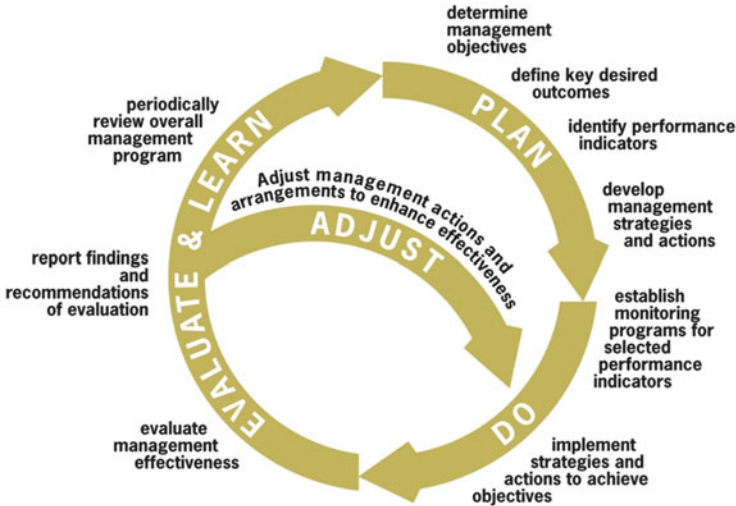 determine
management
objectives
define key desired
outcomes
PLAN
identify performance
indicators
develop
management
strategies
and actions
establish
monitoring
programs for
selected
performance
indicators
DO
implement
strategies and
actions to achieve
objectives
evaluate
management
effectiveness
report findings
and
recommendations
of evaluation
EVALUATE & LEARN
periodically
review overall
management
program
Adjust management actions and
arrangements to enhance effectiveness
ADJUST